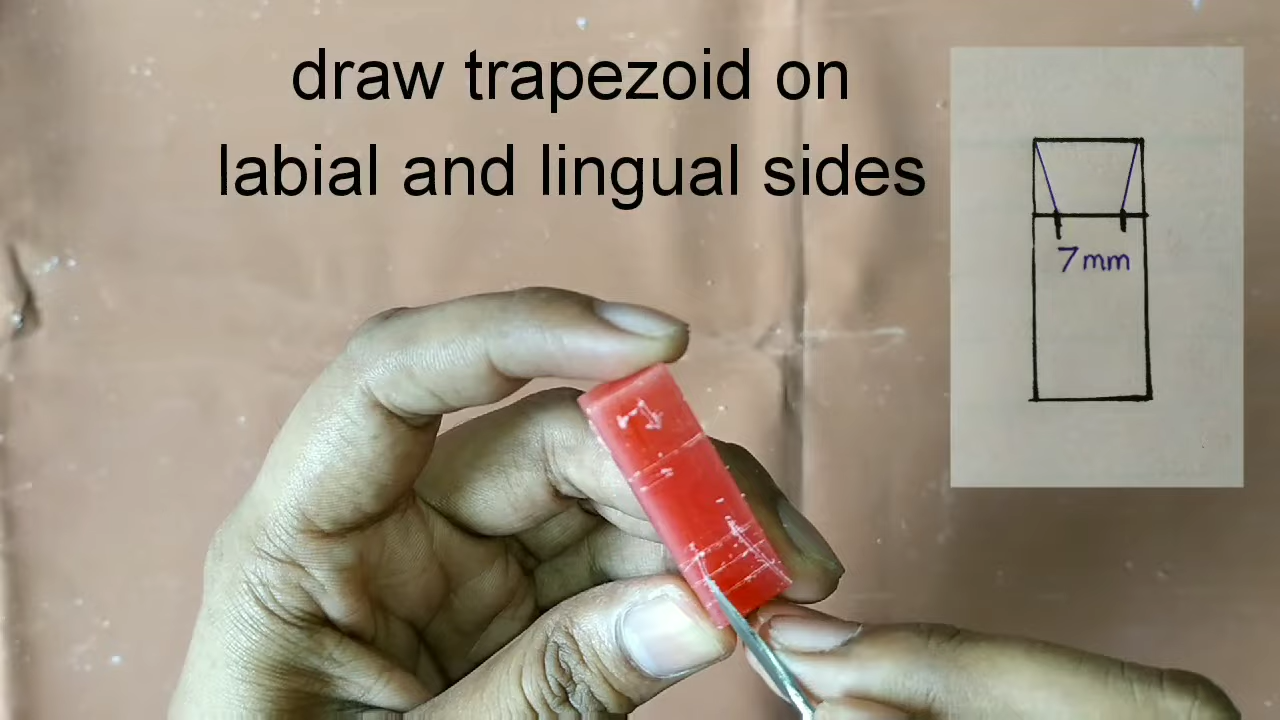 draw trapezoid on
labial and lingual sides
7mm